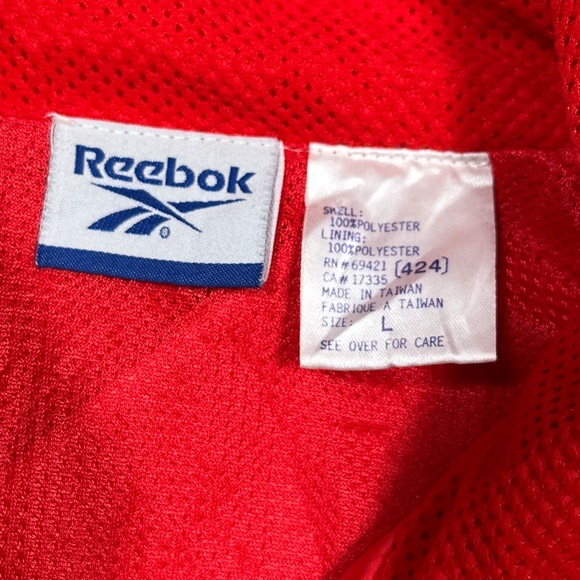 Reebok
®
SHELL:
100%POLYESTER
LINING:
100%POLYESTER
RN#69421 [424]
CA#17335
MADE IN TAIWAN
FABRIQUE A TAIWAN
SIZE: L
SEE OVER FOR CARE